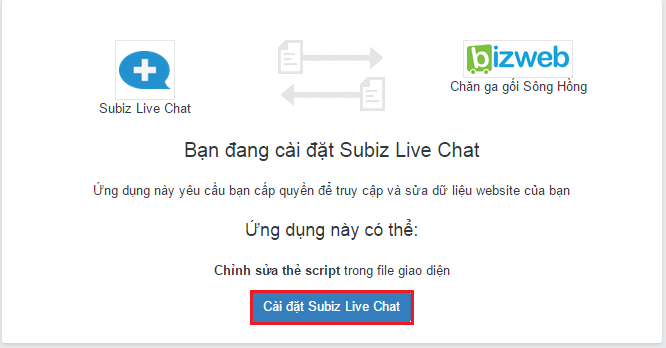 bizweb
Subiz Live Chat
Chăn ga gối Sông Hồng
Bạn đang cài đặt Subiz Live Chat
Ứng dụng này yêu cầu bạn cấp quyền để truy cập và sửa dữ liệu website của bạn
Ứng dụng này có thể:
Chỉnh sửa thẻ script trong file giao diện
Cài đặt Subiz Live Chat